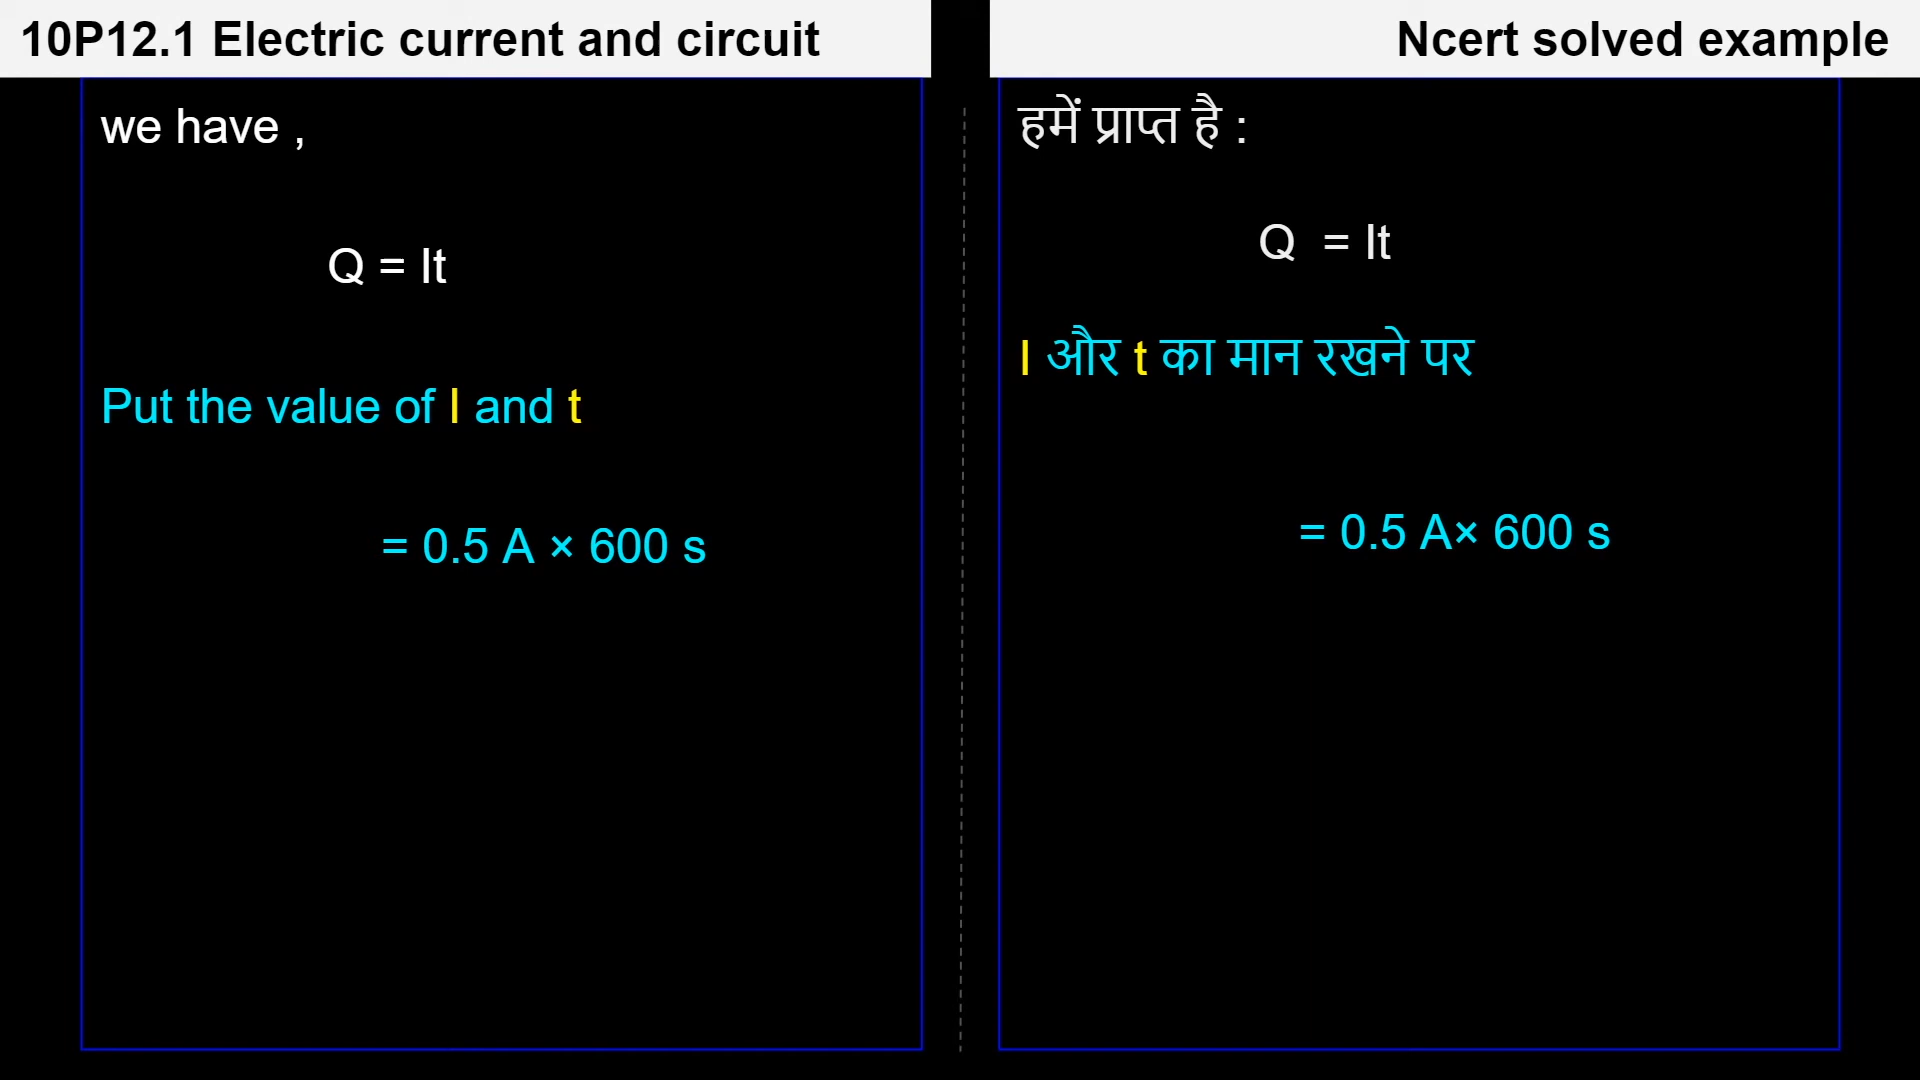 10P12.1 Electric current and circuit
Ncert solved example
we have ,
Q = It
Put the value of I and t
= 0.5 A × 600 s
हमें प्राप्त है :
Q = It
I और t का मान रखने पर
= 0.5 A× 600 s